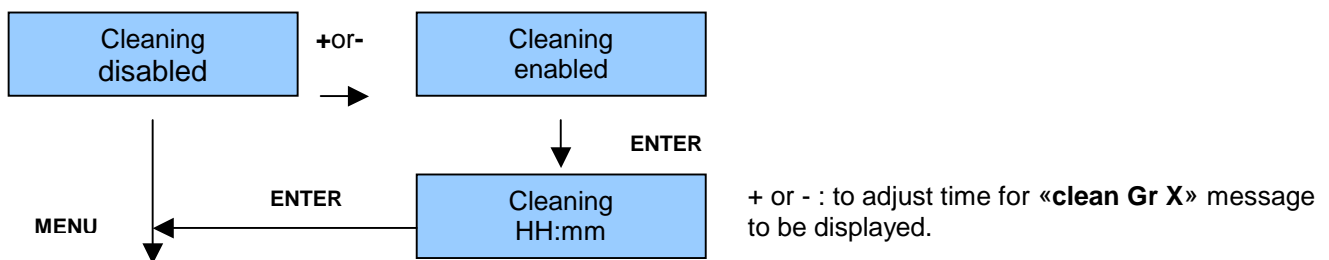 Cleaning
disabled
+or-
Cleaning
enabled
ENTER
ENTER
Cleaning
HH:mm
MENU
+ or - : to adjust time for «clean Gr X» message
to be displayed.